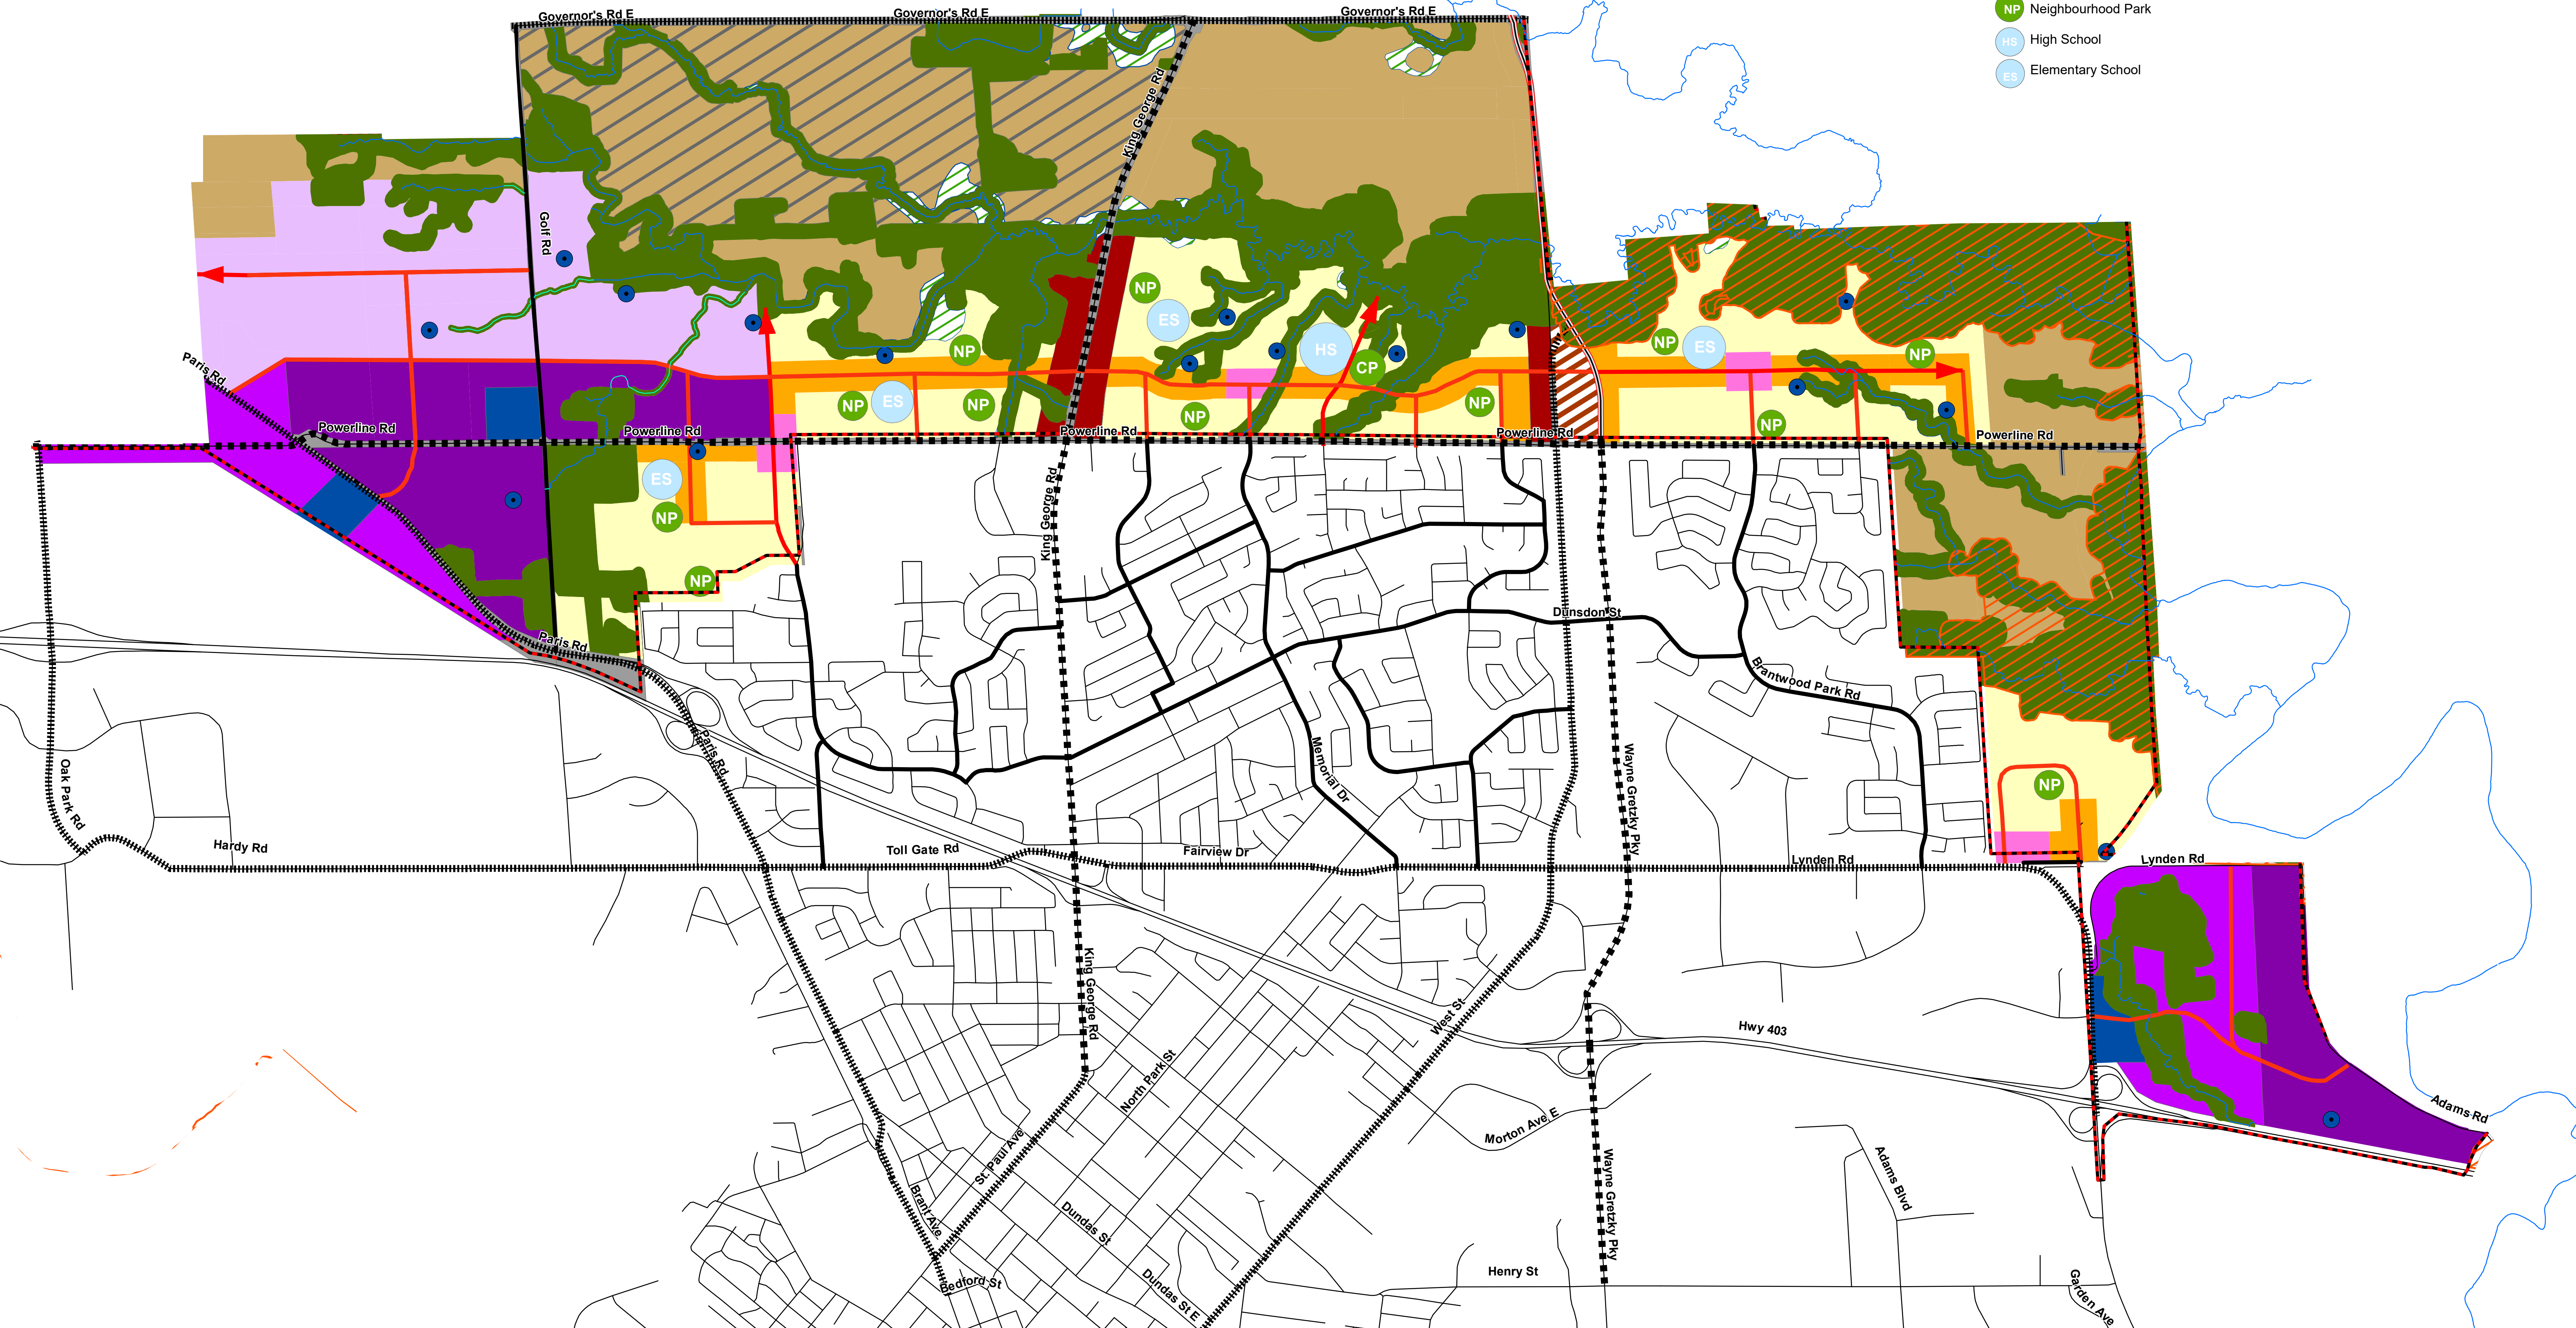 Governor's Rd E
Governor's Rd E
Governor's Rd E
NP Neighbourhood Park
HS High School
ES Elementary School
King George Rd
Golf Rd
NP
ES
HS
CP
NP
ES
NP
NP
NP
ES
NP
NP
NP
NP
Paris Rd
Powerline Rd
Powerline Rd
Powerline Rd
Powerline Rd
Powerline Rd
ES
NP
NP
King George Rd
Dunsdon St
Paris Rd
Brantwood Park Rd
Paris Rd
Oak Park Rd
Memorial Dr
Wayne Gretzky Pky
NP
Hardy Rd
Toll Gate Rd
Fairview Dr
Lynden Rd
Lynden Rd
King George Rd
West St
Hwy 403
North Park St
Morton Ave E
Adams Rd
St. Paul Ave
Brant Ave
Dundas St
Wayne Gretzky Pky
Adams Blvd
Bedford St
Dundas St E
Henry St
Garden Ave